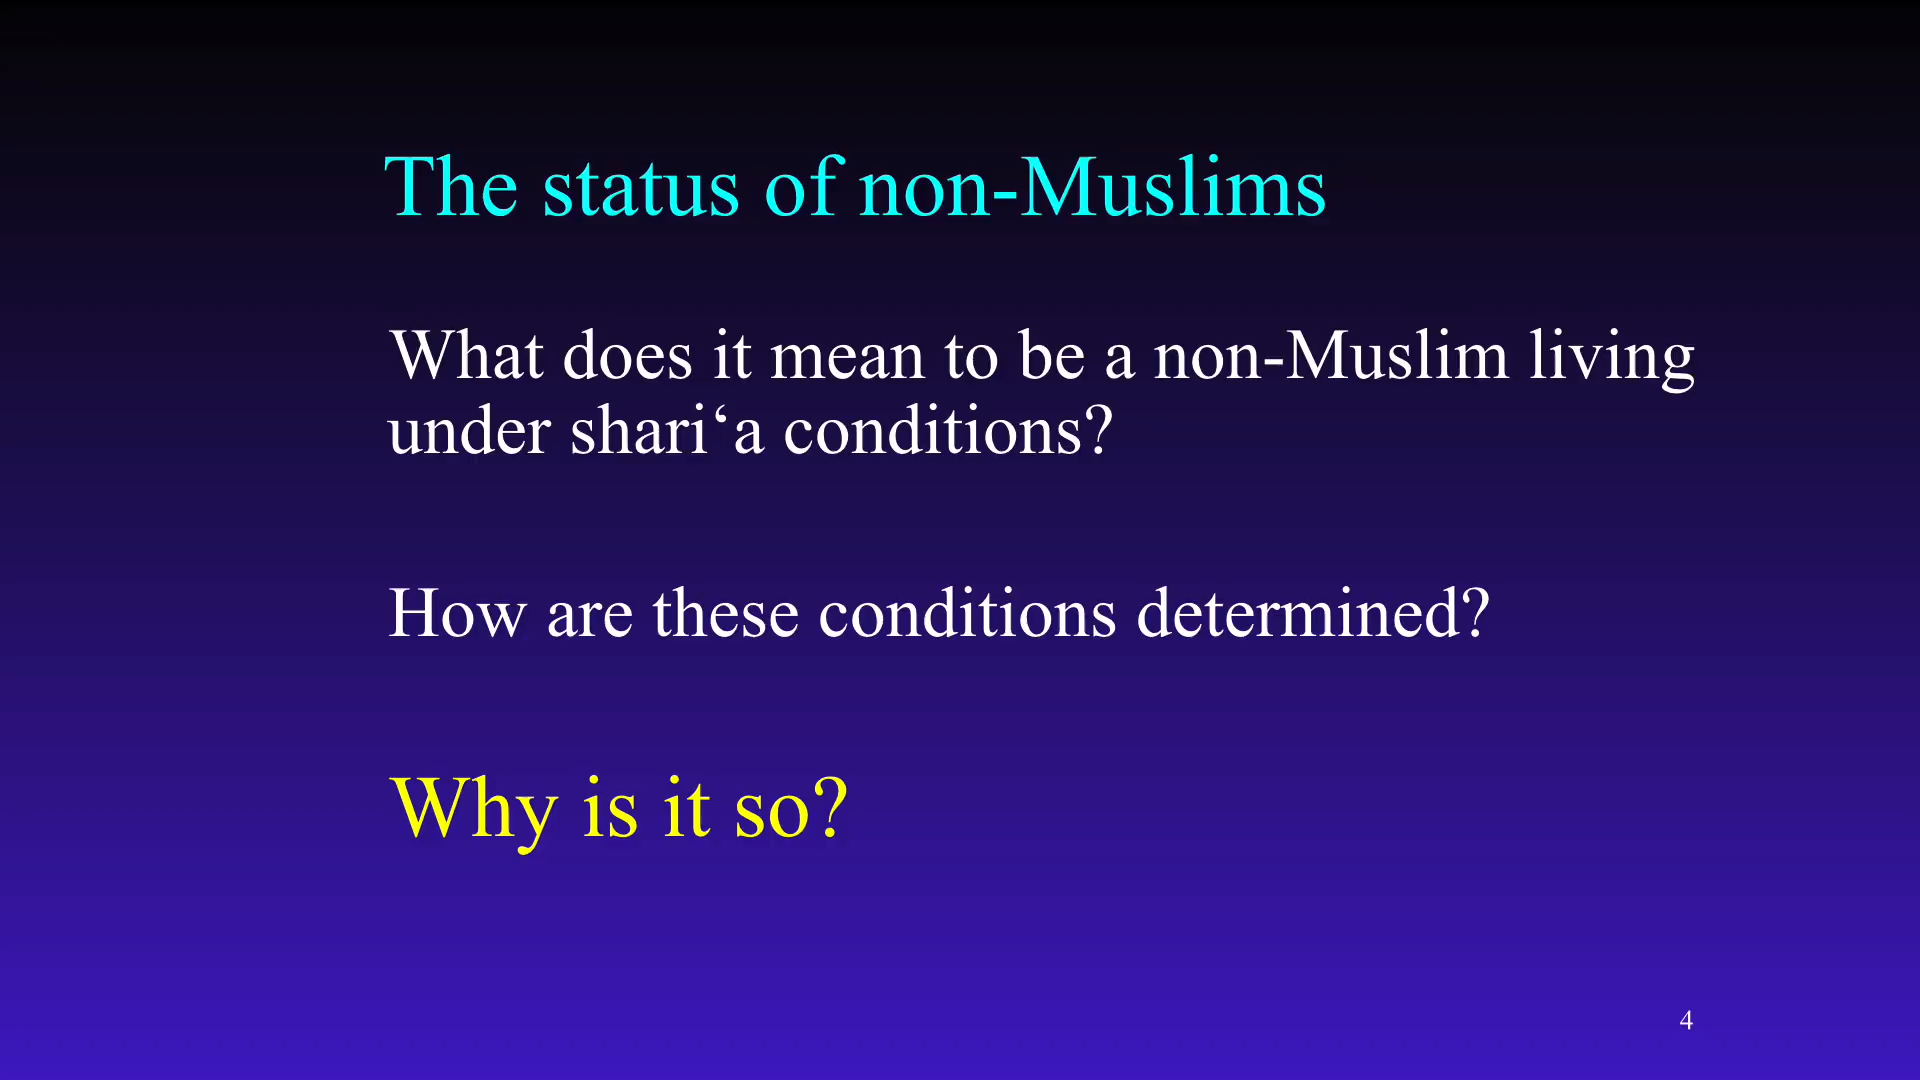 The status of non-Muslims
What does it mean to be a non-Muslim living
under shari‘a conditions?
How are these conditions determined?
Why is it so?
4